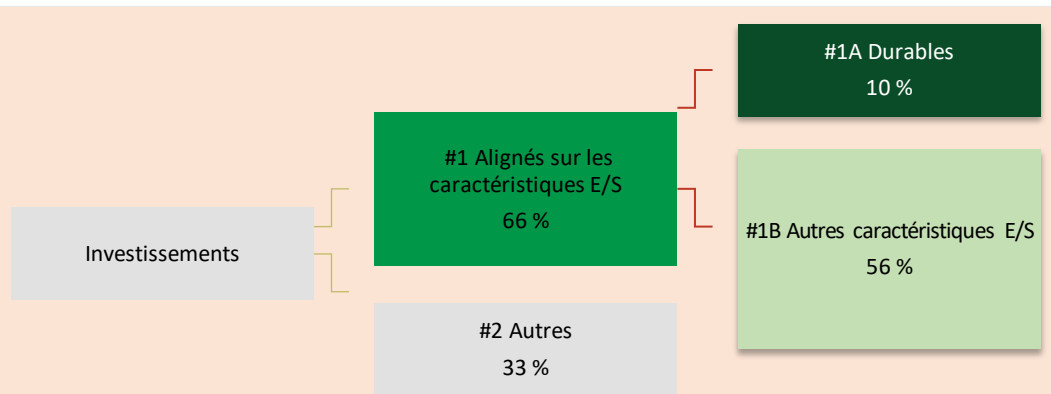 #1A Durables
10 %
#1 Alignés sur les
caractéristiques E/S
66 %
#1B Autres caractéristiques E/S
56 %
Investissements
#2 Autres
33 %